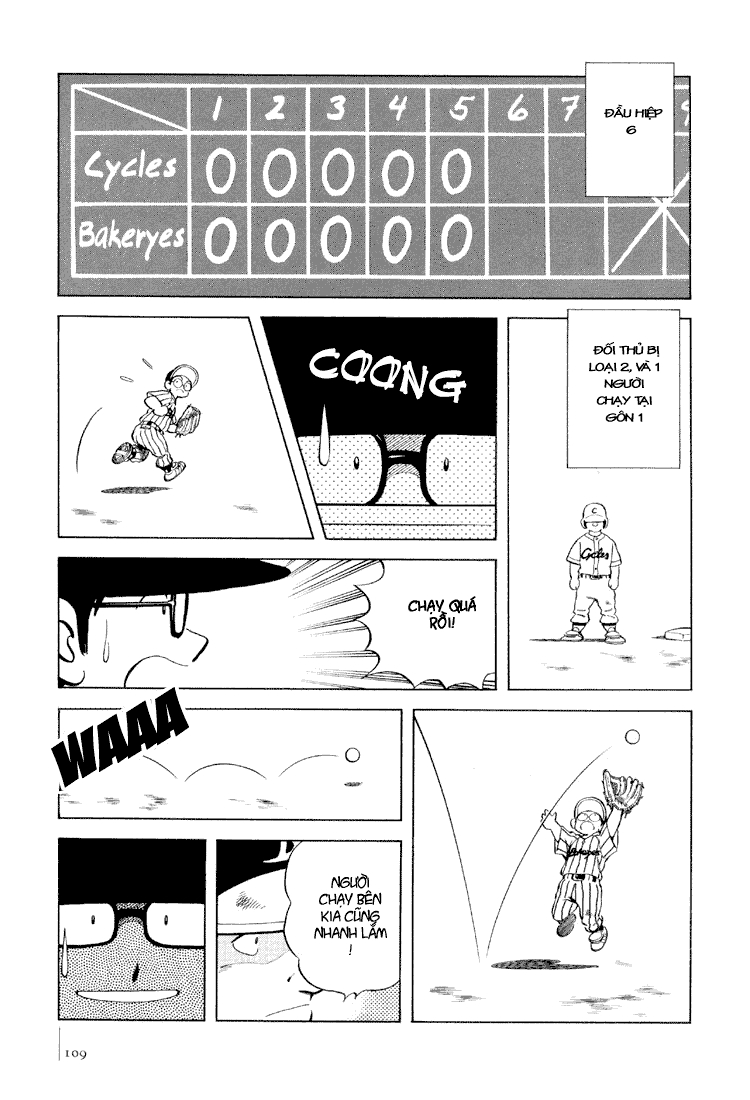 ĐẦU HIỆP
6
1 2 3 4 5 6 7 9
Cycles 0 0 0 0 0
Bakeryes 0 0 0 0 0
ĐỐI THỦ BỊ
LOẠI 2, VÀ 1
NGƯỜI
CHẠY TẠI
GÔN 1
COONG
C
Cycles
CHẠY QUÁ
RỒI!
WAAA
Bakeryes
NGƯỜI
CHẠY BÊN
KIA CŨNG
NHANH LẮM
!
109